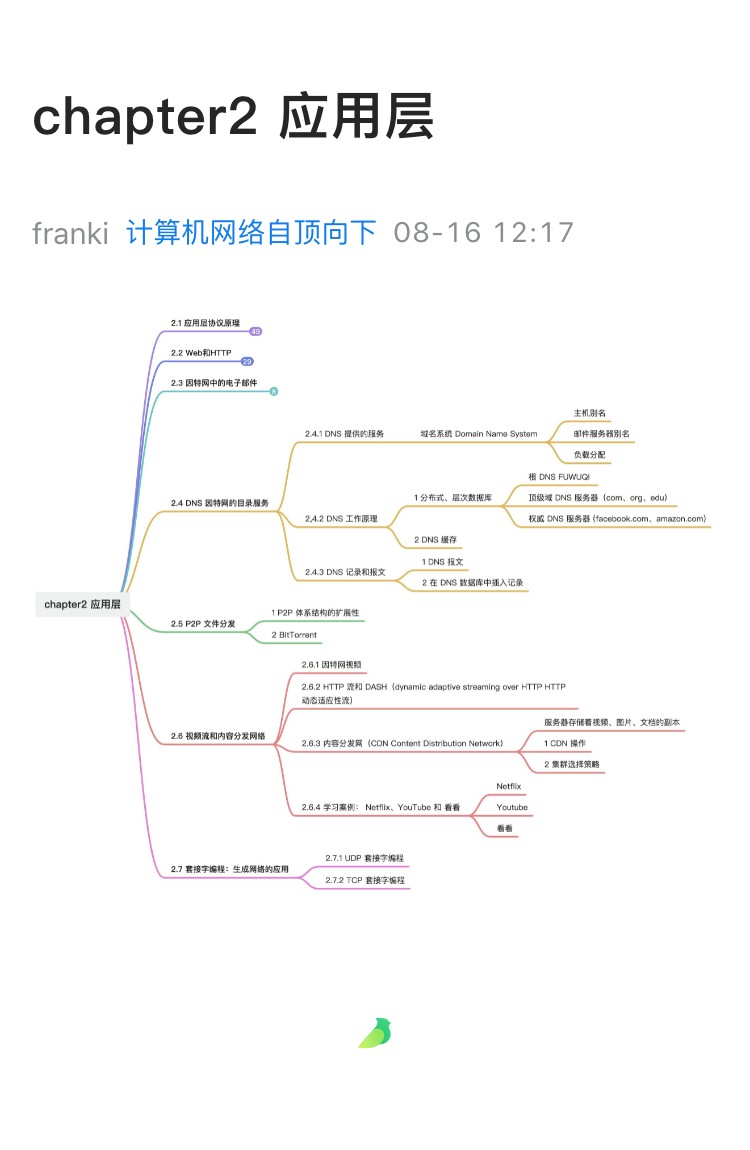 chapter2 应用层
franki 计算机网络自顶向下 08-16 12:17
chapter2 应用层
2.1 应用层协议原理
49
2.2 Web和HTTP
29
2.3 因特网中的电子邮件
2.4 DNS 因特网的目录服务
2.4.1 DNS 提供的服务
域名系统 Domain Name System
主机别名
邮件服务器别名
负载分配
2,4.2 DNS 工作原理
1 分布式、层次数据库
根 DNS FUWUQI
顶级域 DNS 服务器（com、org、edu）
权威 DNS 服务器 (facebook.com、amazon.com)
2 DNS 缓存
2.4.3 DNS 记录和报文
1 DNS 报文
2 在 DNS 数据库中插入记录
2.5 P2P 文件分发
1 P2P 体系结构的扩展性
2 BitTorrent
2.6 视频流和内容分发网络
2.6.1 因特网视频
2.6.2 HTTP 流和 DASH（dynamic adaptive streaming over HTTP HTTP
动态适应性流）
2.6.3 内容分发网（CDN Content Distribution Network）
服务器存储着视频、图片、文档的副本
1 CDN 操作
2 集群选择策略
2.6.4 学习案例： Netflix、YouTube 和 看看
Netflix
Youtube
看看
2.7 套接字编程：生成网络的应用
2.7.1 UDP 套接字编程
2.7.2 TCP 套接字编程